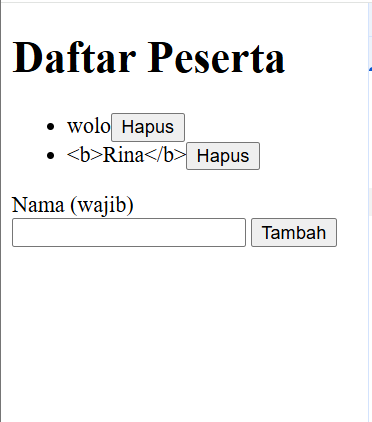 Daftar Peserta
wolo Hapus
<b>Rina</b> Hapus
Nama (wajib)
Tambah